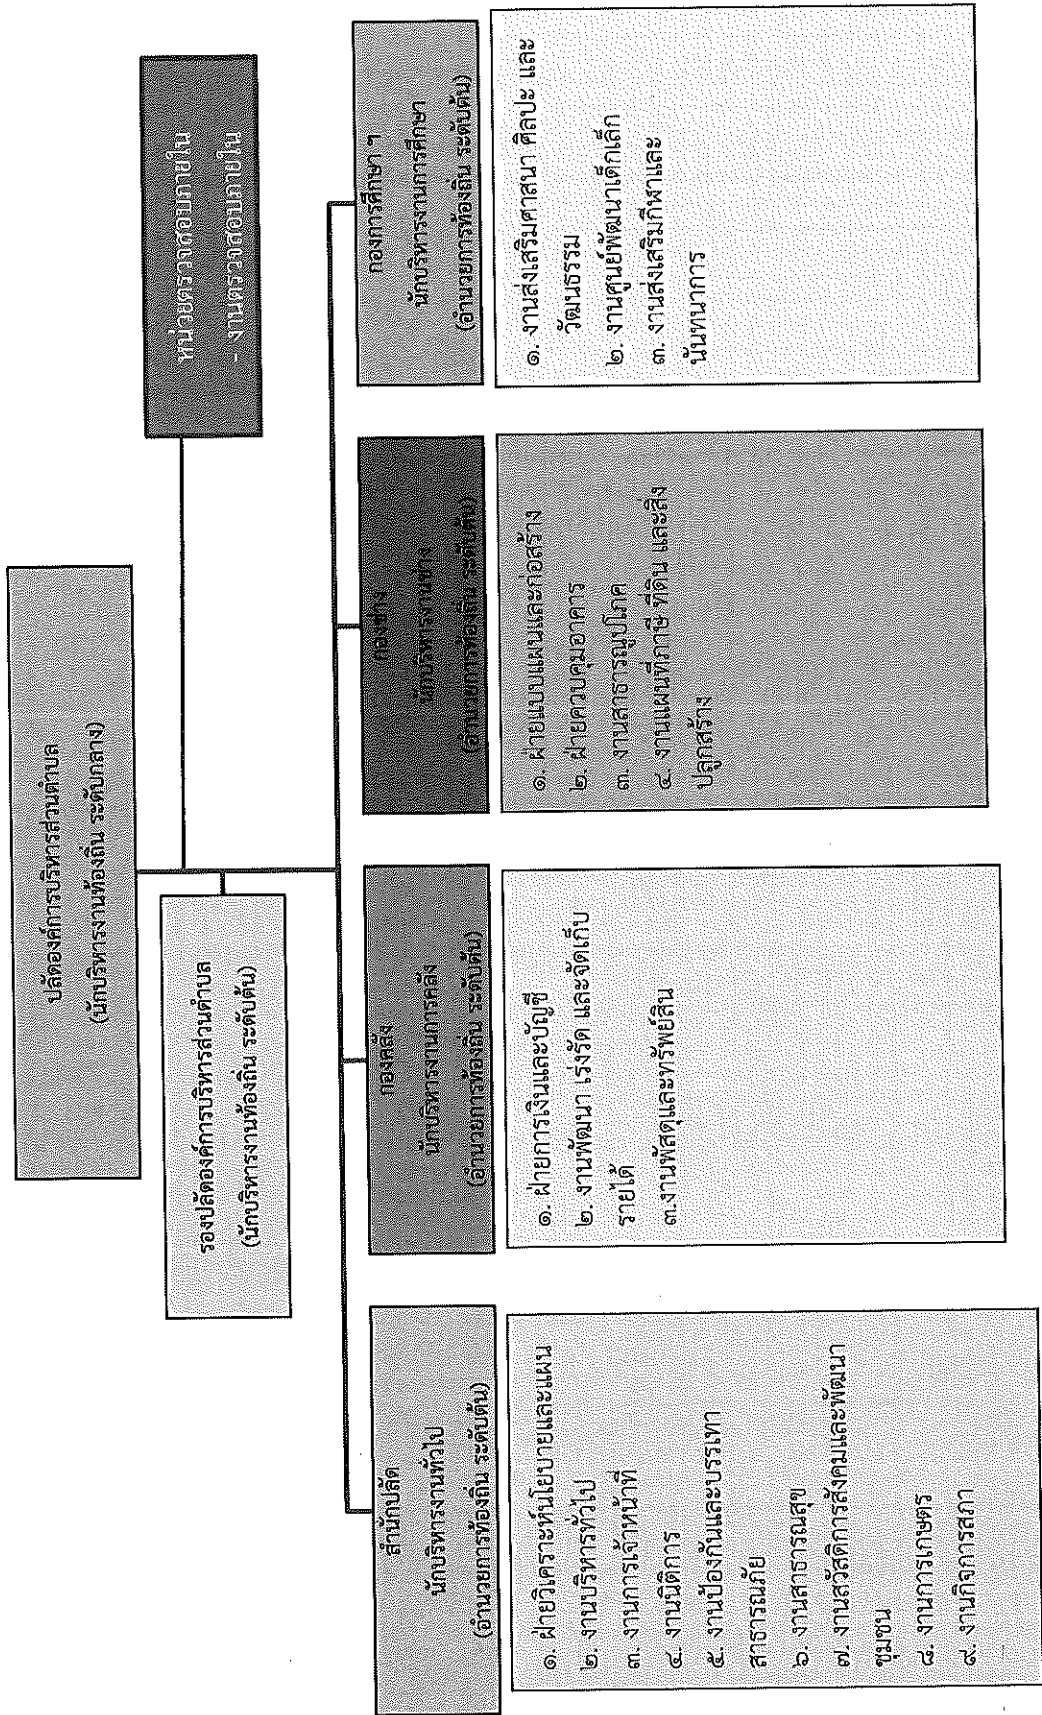 ปลัดองค์การบริหารส่วนตำบล
(นักบริหารงานท้องถิ่น ระดับกลาง)
หน่วยตรวจสอบภายใน
- งานตรวจสอบภายใน
รองปลัดองค์การบริหารส่วนตำบล
(นักบริหารงานท้องถิ่น ระดับต้น)
สำนักปลัด
นักบริหารงานทั่วไป
(อำนวยการท้องถิ่น ระดับต้น)
๑. ฝ่ายวิเคราะห์นโยบายและแผน
๒. งานบริหารทั่วไป
๓. งานการเจ้าหน้าที่
๔. งานนิติการ
๕. งานป้องกันและบรรเทา
สาธารณภัย
๖. งานสาธารณสุข
๗. งานสวัสดิการสังคมและพัฒนา
ชุมชน
๘. งานการเกษตร
๙. งานกิจการสภา
กองคลัง
นักบริหารงานการคลัง
(อำนวยการท้องถิ่น ระดับต้น)
๑. ฝ่ายการเงินและบัญชี
๒. งานพัฒนา เร่งรัด และจัดเก็บ
รายได้
๓.งานพัสดุและทรัพย์สิน
กองช่าง
นักบริหารงานช่าง
(อำนวยการท้องถิ่น ระดับต้น)
๑. ฝ่ายแบบแผนและก่อสร้าง
๒. ฝ่ายควบคุมอาคาร
๓. งานสาธารณูปโภค
๔. งานแผนที่ภาษี ที่ดิน และสิ่ง
ปลูกสร้าง
กองการศึกษา ฯ
นักบริหารงานการศึกษา
(อำนวยการท้องถิ่น ระดับต้น)
๑. งานส่งเสริมศาสนา ศิลปะ และ
วัฒนธรรม
๒. งานศูนย์พัฒนาเด็กเล็ก
๓. งานส่งเสริมกีฬาและ
นันทนาการ